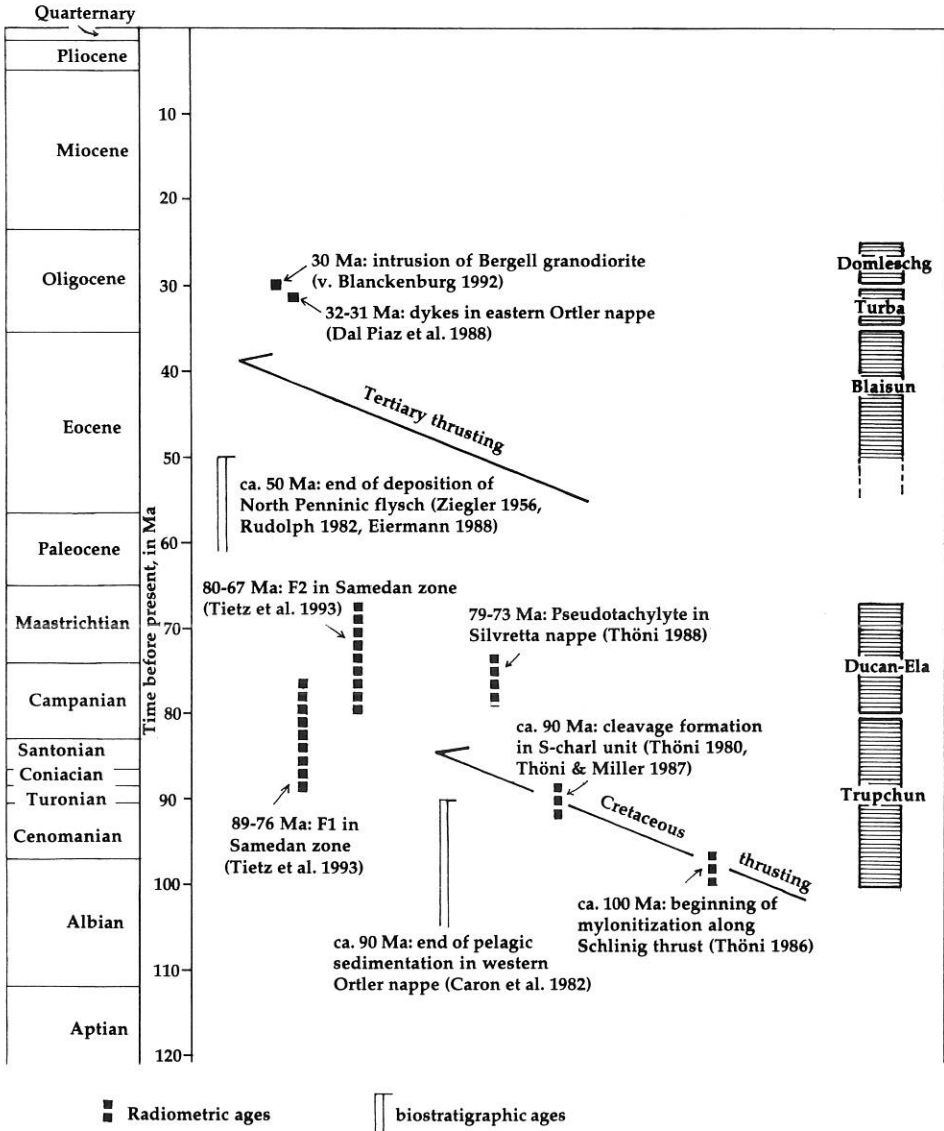 Quarternary
Pliocene
Miocene
Oligocene
Eocene
Paleocene
Maastrichtian
Campanian
Santonian
Coniacian
Turonian
Cenomanian
Albian
Aptian
Time before present, in Ma
10
20
30
40
50
60
70
80
90
100
110
120
30 Ma: intrusion of Bergell granodiorite
(v. Blanckenburg 1992)
32-31 Ma: dykes in eastern Ortler nappe
(Dal Piaz et al. 1988)
Tertiary thrusting
ca. 50 Ma: end of deposition of
North Penninic flysch (Ziegler 1956,
Rudolph 1982, Eiermann 1988)
80-67 Ma: F2 in Samedan zone
(Tietz et al. 1993)
79-73 Ma: Pseudotachylyte in
Silvretta nappe (Thöni 1988)
ca. 90 Ma: cleavage formation
in S-charl unit (Thöni 1980,
Thöni & Miller 1987)
Cretaceous
thrusting
89-76 Ma: F1 in
Samedan zone
(Tietz et al. 1993)
ca. 100 Ma: beginning of
mylonitization along
Schlinig thrust (Thöni 1986)
ca. 90 Ma: end of pelagic
sedimentation in western
Ortler nappe (Caron et al. 1982)
Domleschg
Turba
Blaisun
Ducan-Ela
Trupchun
Radiometric ages
biostratigraphic ages